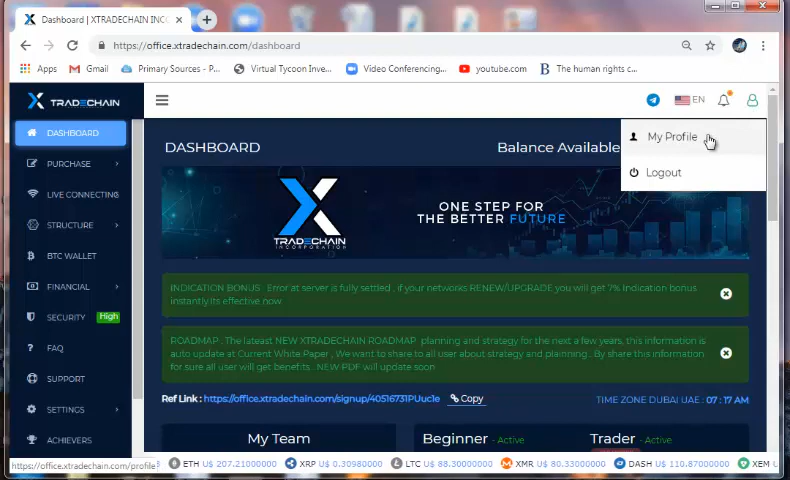 Dashboard | XTRADECHAIN INC
https://office.xtradechain.com/dashboard
Apps Gmail Primary Sources - P... Virtual Tycoon Inve... Video Conferencing... youtube.com B The human rights c...
X TRADECHAIN
EN
My Profile
Logout
DASHBOARD
PURCHASE
LIVE CONNECTING
STRUCTURE
BTC WALLET
FINANCIAL
SECURITY High
FAQ
SUPPORT
SETTINGS
ACHIEVERS
DASHBOARD
Balance Available
X
TRADECHAIN
INCORPORATION
ONE STEP FOR
THE BETTER FUTURE
INDICATION BONUS Error at server is fully settled , if your networks RENEW/UPGRADE you will get 7% Indication bonus
instantly its effective now
ROADMAP , The lateast NEW XTRADECHAIN ROADMAP planning and strategy for the next a few years, this information is
auto update at Current White Paper , We want to share to all user about strategy and plainning . By share this information
for sure all user will get benefits . NEW PDF will update soon
Ref Link : https://office.xtradechain.com/signup/40516731PUuc1e Copy
TIME ZONE DUBAI UAE : 07 : 17 AM
My Team
Beginner - Active
Trader - Active
https://office.xtradechain.com/profile
ETH U$ 207.21000000 XRP U$ 0.30980000 LTC U$ 88.30000000 XMR U$ 80.33000000 DASH U$ 110.87000000 XEM U